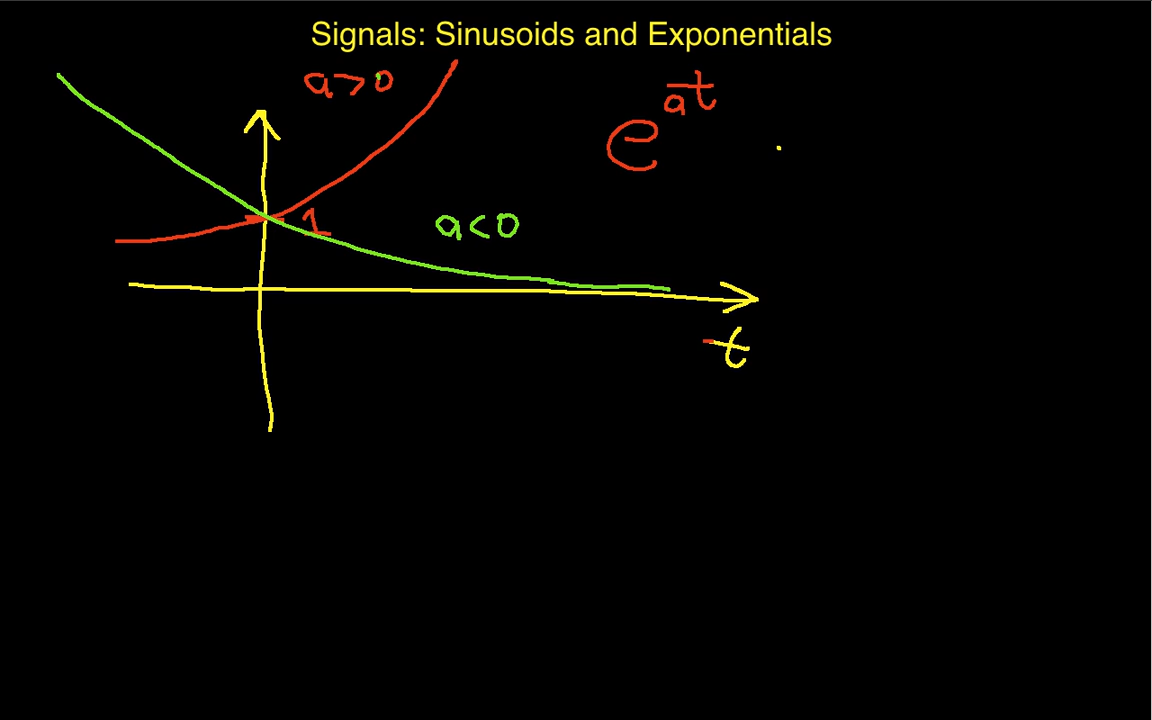 Signals: Sinusoids and Exponentials
a>0
e^{at}
1
a<0
t